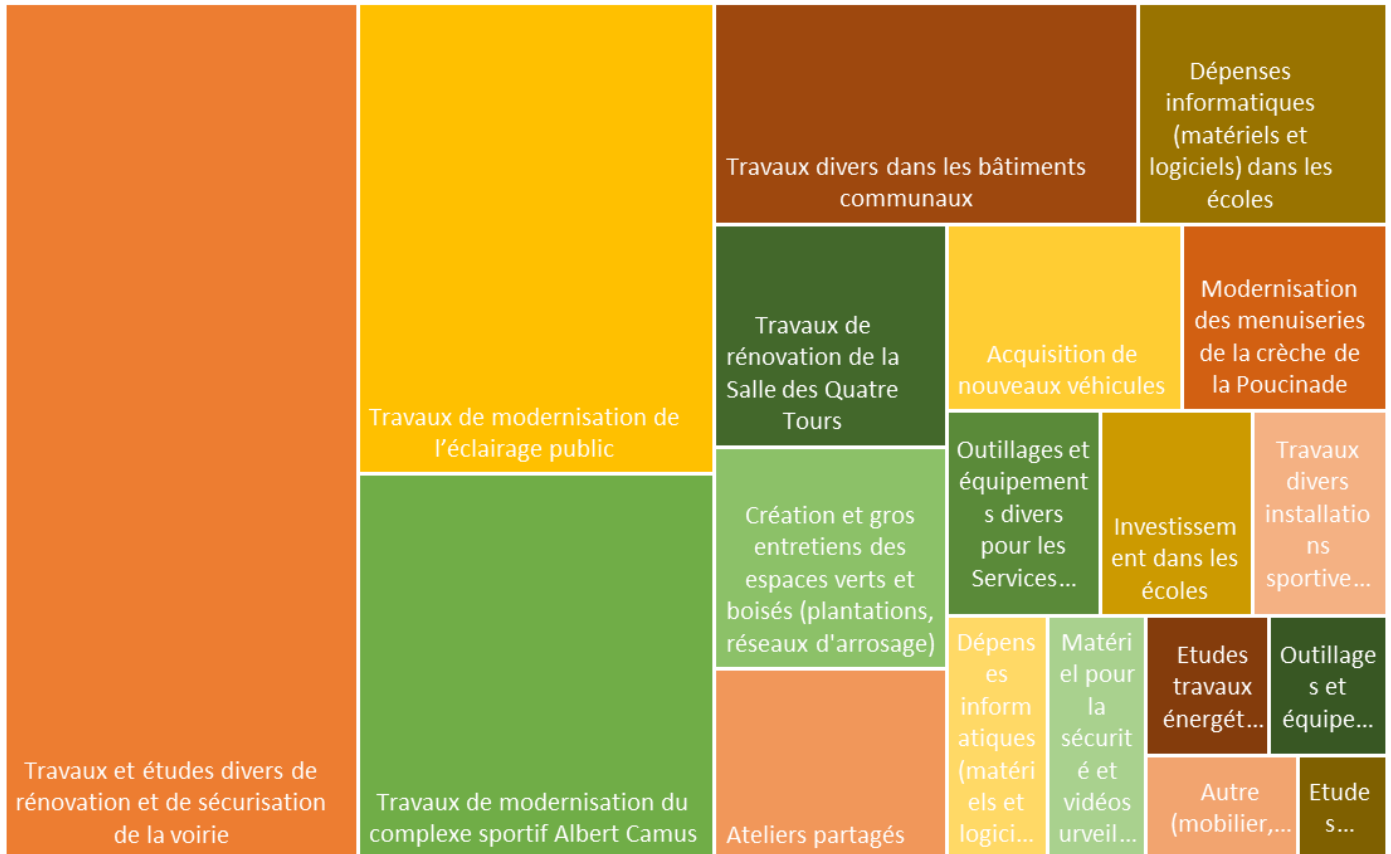 Travaux et études divers de
rénovation et de sécurisation
de la voirie
Travaux de modernisation de
l’éclairage public
Travaux de modernisation du
complexe sportif Albert Camus
Travaux divers dans les bâtiments
communaux
Dépenses
informatiques
(matériels et
logiciels) dans les
écoles
Travaux de
rénovation de la
Salle des Quatre
Tours
Acquisition de
nouveaux véhicules
Modernisation
des menuiseries
de la crèche de
la Poucinade
Création et gros
entretiens des
espaces verts et
boisés (plantations,
réseaux d'arrosage)
Outillages et
équipement
s divers
pour les
Services...
Investissem
ent dans les
écoles
Travaux
divers
installatio
ns
sportive...
Ateliers partagés
Dépens
es
inform
atiques
(matéri
els et
logici...
Matéri
el pour
la
sécurit
é et
vidéos
urveil...
Etudes
travaux
énergét...
Outillage
s et
équipe...
Autre
(mobilier,...
Etude
s...